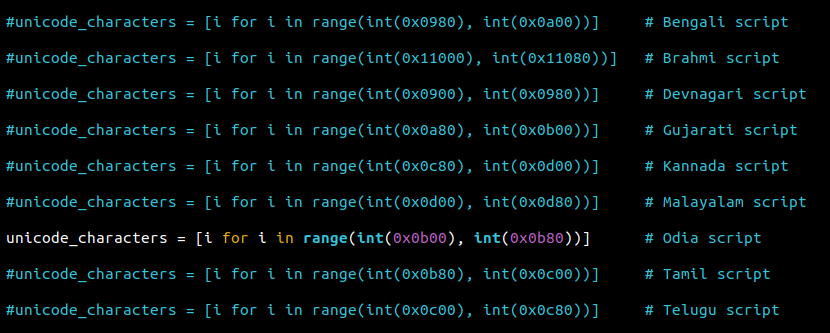 #unicode_characters = [i for i in range(int(0x0980), int(0x0a00))]     # Bengali script
#unicode_characters = [i for i in range(int(0x11000), int(0x11080))]   # Brahmi script
#unicode_characters = [i for i in range(int(0x0900), int(0x0980))]     # Devnagari script
#unicode_characters = [i for i in range(int(0x0a80), int(0x0b00))]     # Gujarati script
#unicode_characters = [i for i in range(int(0x0c80), int(0x0d00))]     # Kannada script
#unicode_characters = [i for i in range(int(0x0d00), int(0x0d80))]     # Malayalam script
unicode_characters = [i for i in range(int(0x0b00), int(0x0b80))]      # Odia script
#unicode_characters = [i for i in range(int(0x0b80), int(0x0c00))]     # Tamil script
#unicode_characters = [i for i in range(int(0x0c00), int(0x0c80))]     # Telugu script